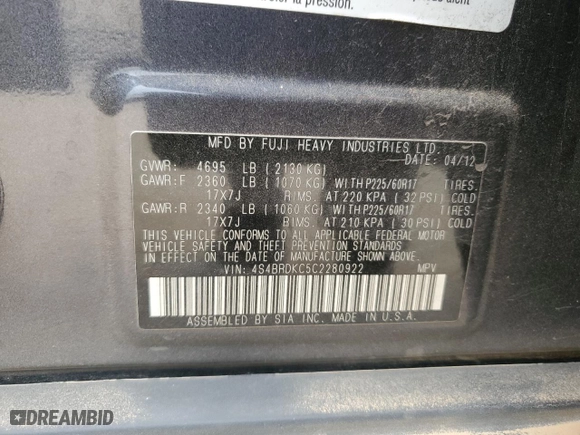 oler la pression.
MFD BY FUJI HEAVY INDUSTRIES LTD.
DATE: 04/12
GVWR: 4695 LB ( 2130 KG)
GAWR:F 2360 LB ( 1070 KG) WITH P225/60R17 TIRES.
17X7J RIMS. AT 220 KPA ( 32 PSI) COLD
GAWR:R 2340 LB ( 1060 KG) WITH P225/60R17 TIRES.
17X7J RIMS. AT 210 KPA ( 30 PSI) COLD
THIS VEHICLE CONFORMS TO ALL APPLICABLE FEDERAL MOTOR
VEHICLE SAFETY AND THEFT PREVENTION STANDARDS
IN EFFECT ON THE DATE OF MANUFACTURE SHOWN ABOVE.
VIN: 4S4BRDKC5C2280922 MPV
ASSEMBLED BY SIA INC. MADE IN U.S.A.
DREAMBID